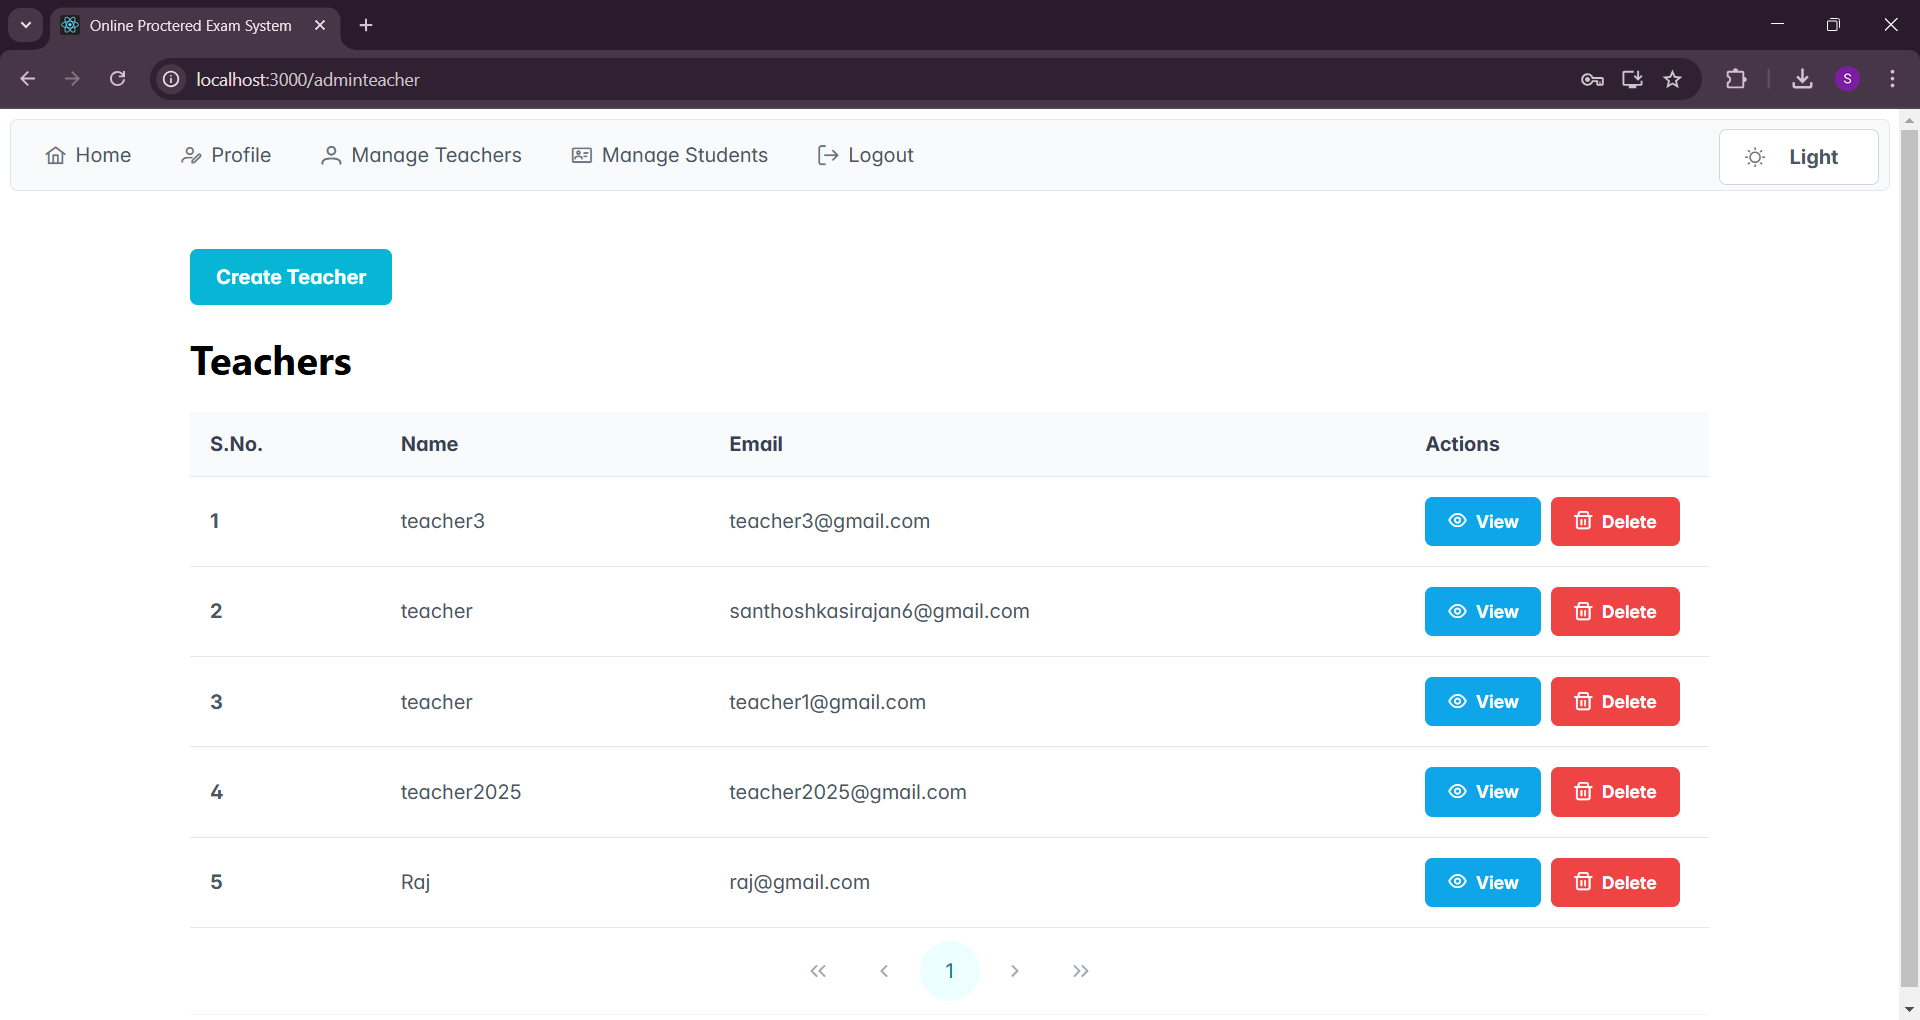 Online Proctered Exam System
localhost:3000/adminteacher
S
Home Profile Manage Teachers Manage Students Logout Light
Create Teacher
Teachers
S.No. Name Email Actions
1 teacher3 teacher3@gmail.com View Delete
2 teacher santhoshkasirajan6@gmail.com View Delete
3 teacher teacher1@gmail.com View Delete
4 teacher2025 teacher2025@gmail.com View Delete
5 Raj raj@gmail.com View Delete
1